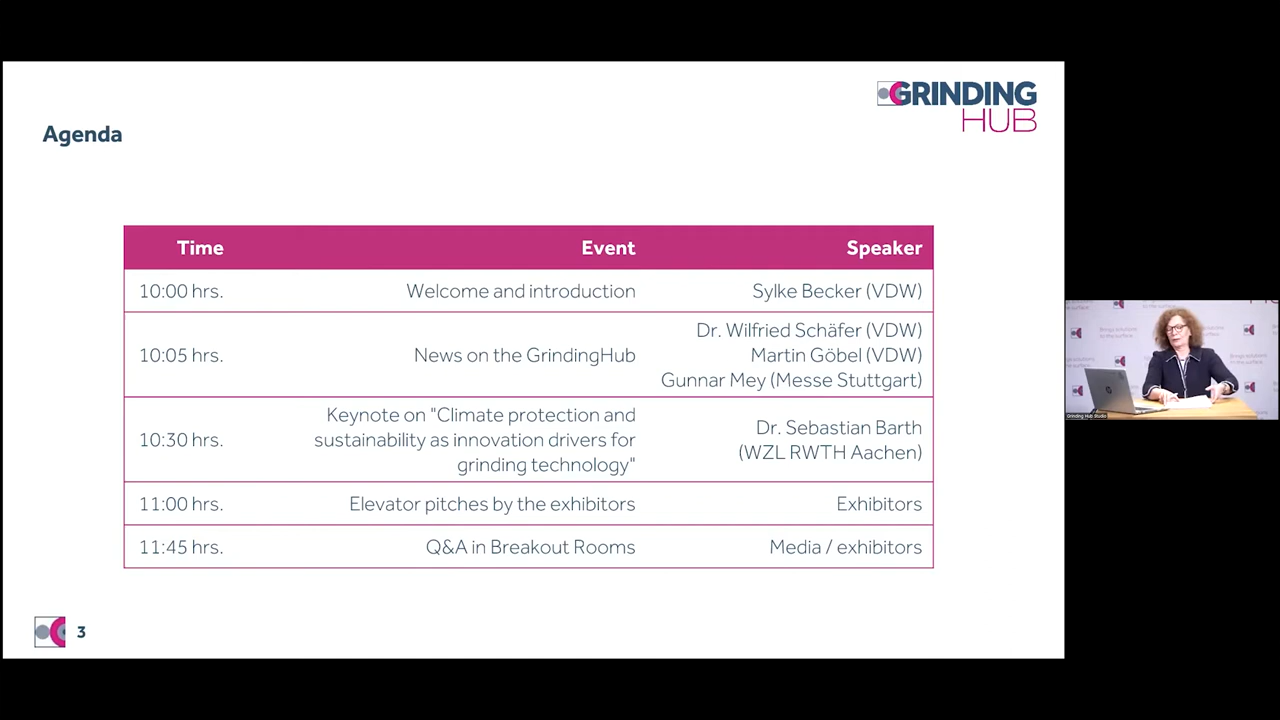 GRINDING
HUB
Agenda
Time Event Speaker
10:00 hrs. Welcome and introduction Sylke Becker (VDW)
10:05 hrs. News on the GrindingHub Dr. Wilfried Schäfer (VDW)
Martin Göbel (VDW)
Gunnar Mey (Messe Stuttgart)
10:30 hrs. Keynote on "Climate protection and
sustainability as innovation drivers for
grinding technology"
Dr. Sebastian Barth
(WZL RWTH Aachen)
11:00 hrs. Elevator pitches by the exhibitors Exhibitors
11:45 hrs. Q&A in Breakout Rooms Media / exhibitors
3
Grinding Hub Studio